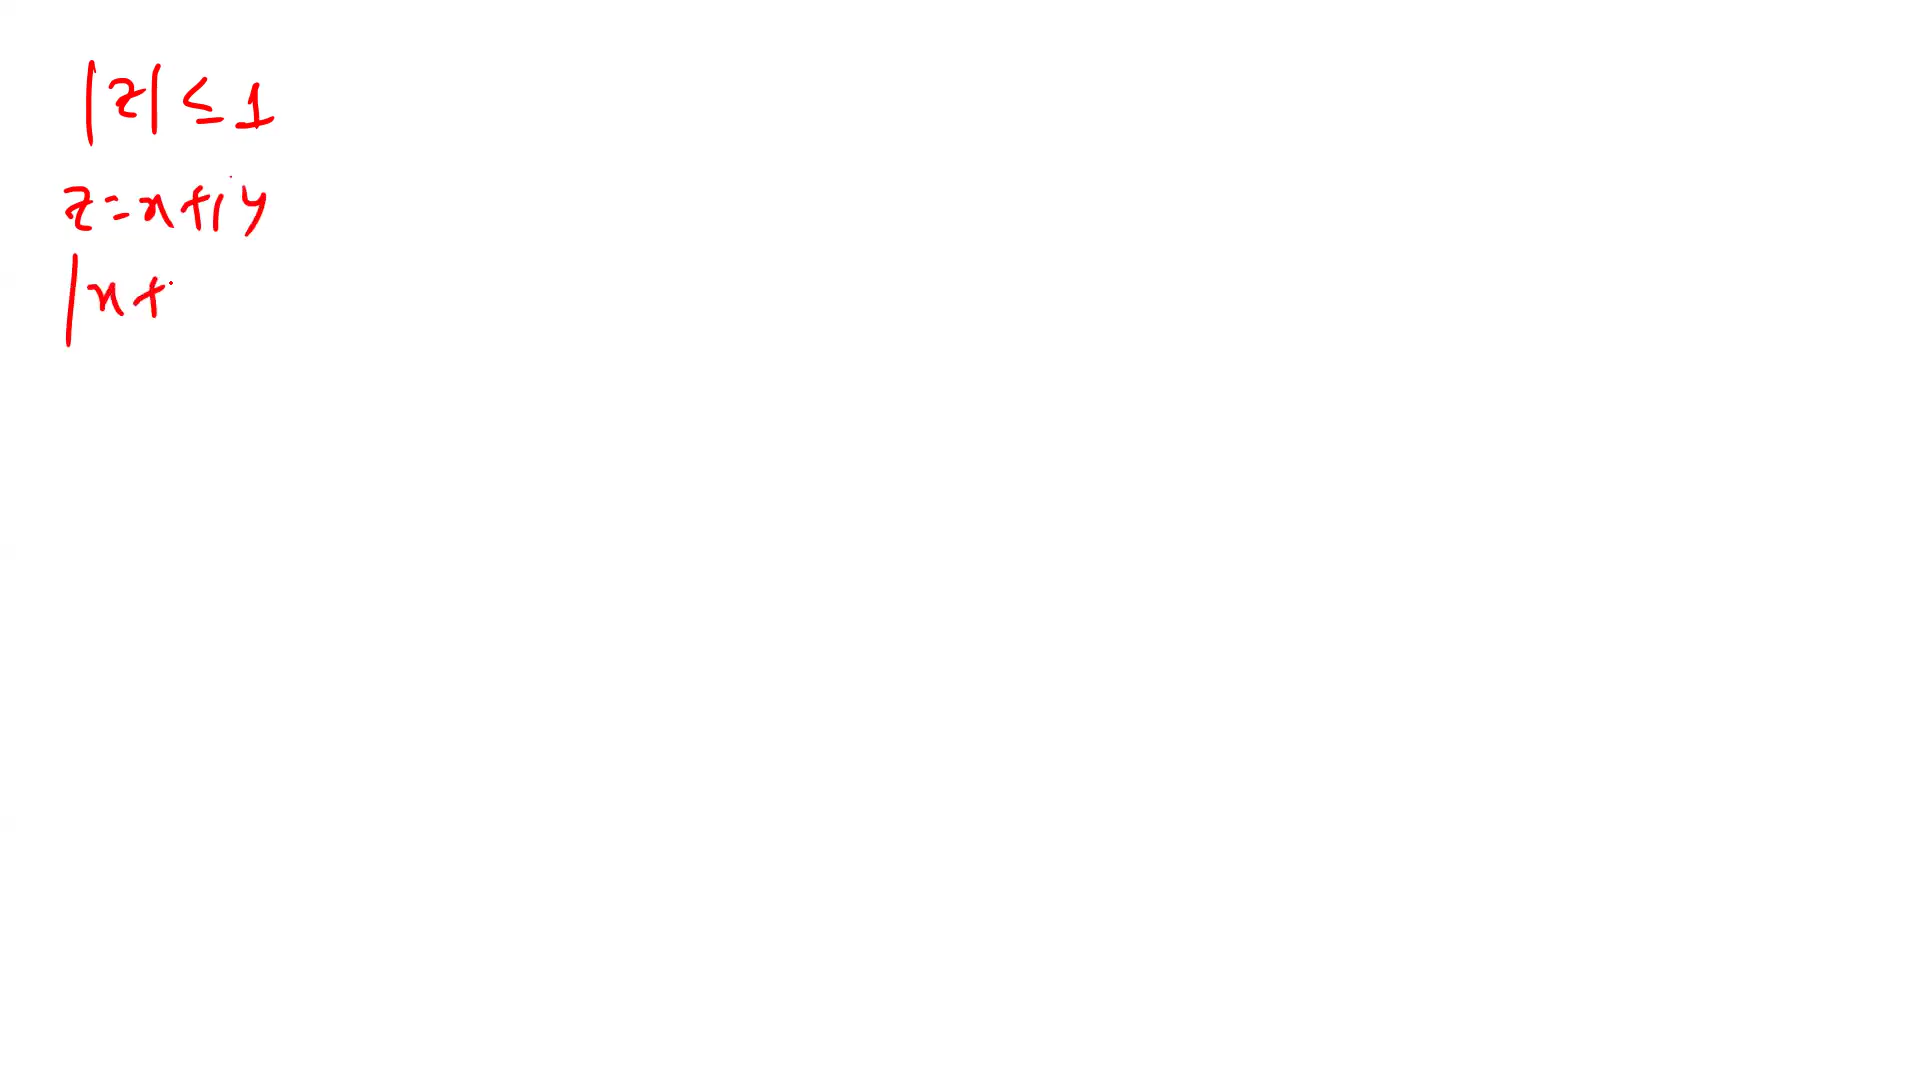 |z| ≤ 1
z = x + iy
|x +